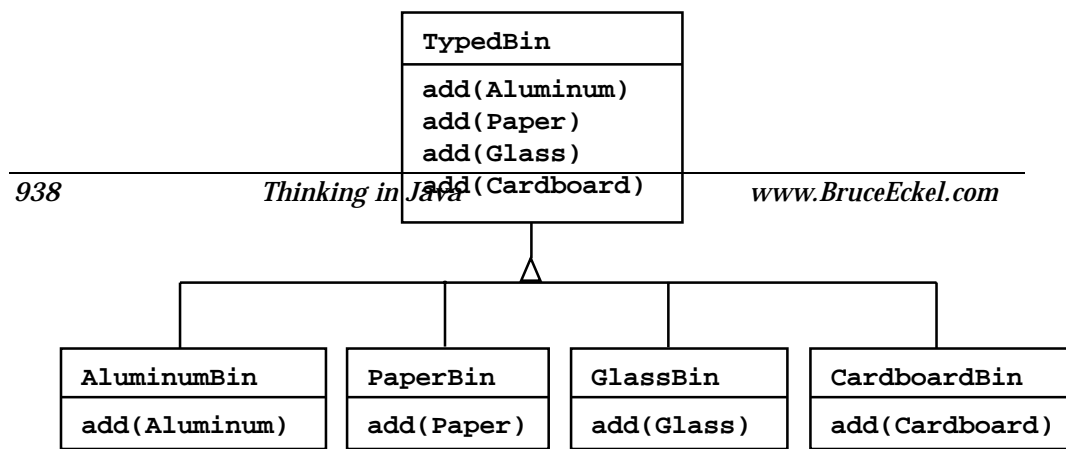 TypedBin
add(Aluminum)
add(Paper)
add(Glass)
add(Cardboard)
938 Thinking in Java www.BruceEckel.com
AluminumBin
add(Aluminum)
PaperBin
add(Paper)
GlassBin
add(Glass)
CardboardBin
add(Cardboard)